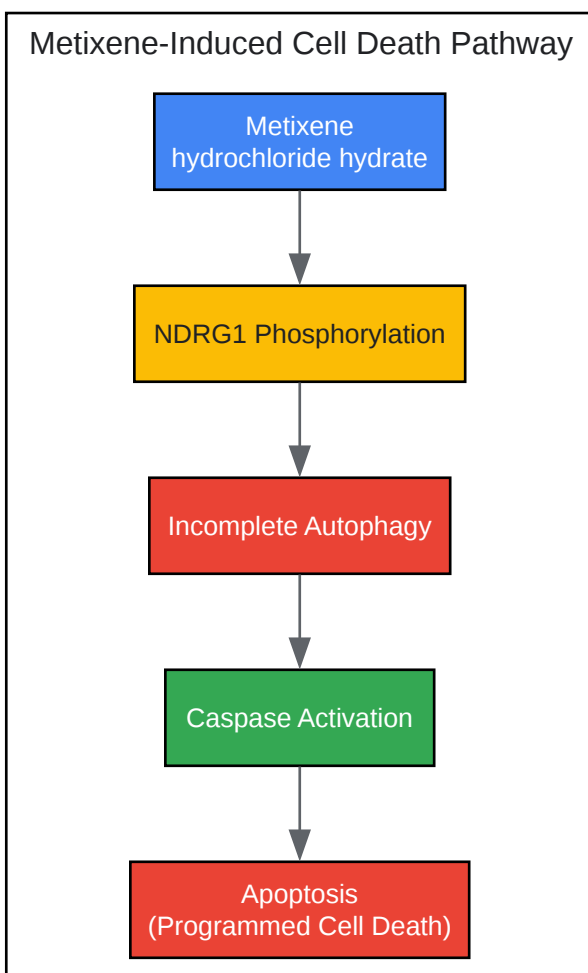 Metixene-Induced Cell Death Pathway
Metixene
hydrochloride hydrate
NDRG1 Phosphorylation
Incomplete Autophagy
Caspase Activation
Apoptosis
(Programmed Cell Death)